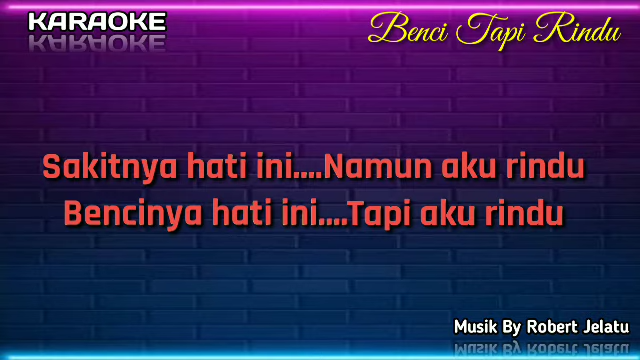 KARAOKE
Benci Tapi Rindu
Sakitnya hati ini....Namun aku rindu
Bencinya hati ini....Tapi aku rindu
Musik By Robert Jelatu